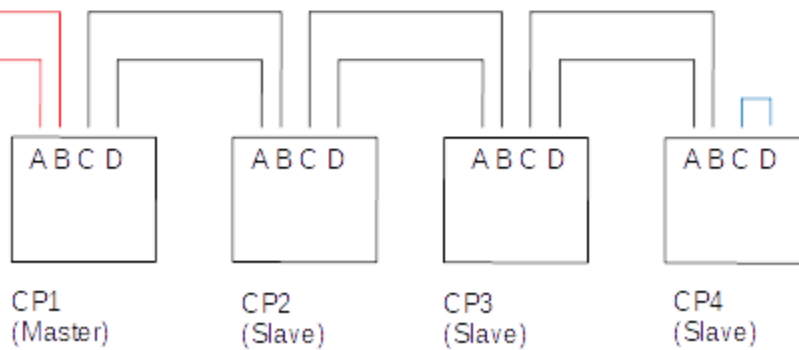 A B C D
A B C D
A B C D
A B C D
CP1
(Master)
CP2
(Slave)
CP3
(Slave)
CP4
(Slave)